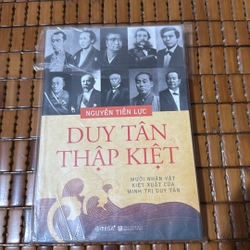 NGUYỄN TIẾN LỰC
DUY TÂN
THẬP KIỆT
MƯỜI NHÂN VẬT
KIỆT XUẤT CỦA
MINH TRỊ DUY TÂN